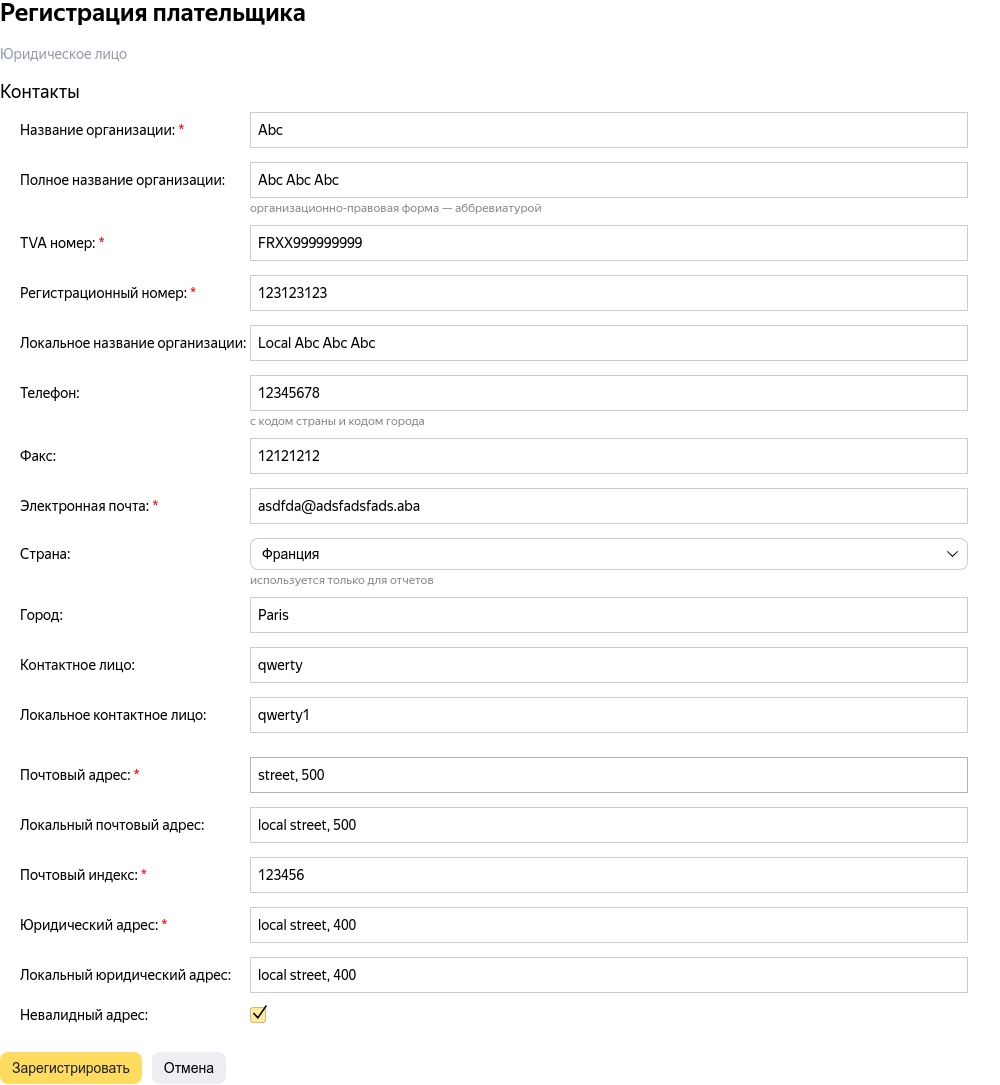 Регистрация плательщика
Юридическое лицо
Контакты
Название организации: * Abc
Полное название организации: Abc Abc Abc
организационно-правовая форма — аббревиатурой
TVA номер: * FRXX999999999
Регистрационный номер: * 123123123
Локальное название организации: Local Abc Abc Abc
Телефон: 12345678
с кодом страны и кодом города
Факс: 12121212
Электронная почта: * asdfda@adsfadsfads.aba
Страна: Франция
используется только для отчетов
Город: Paris
Контактное лицо: qwerty
Локальное контактное лицо: qwerty1
Почтовый адрес: * street, 500
Локальный почтовый адрес: local street, 500
Почтовый индекс: * 123456
Юридический адрес: * local street, 400
Локальный юридический адрес: local street, 400
Невалидный адрес:
Зарегистрировать Отмена